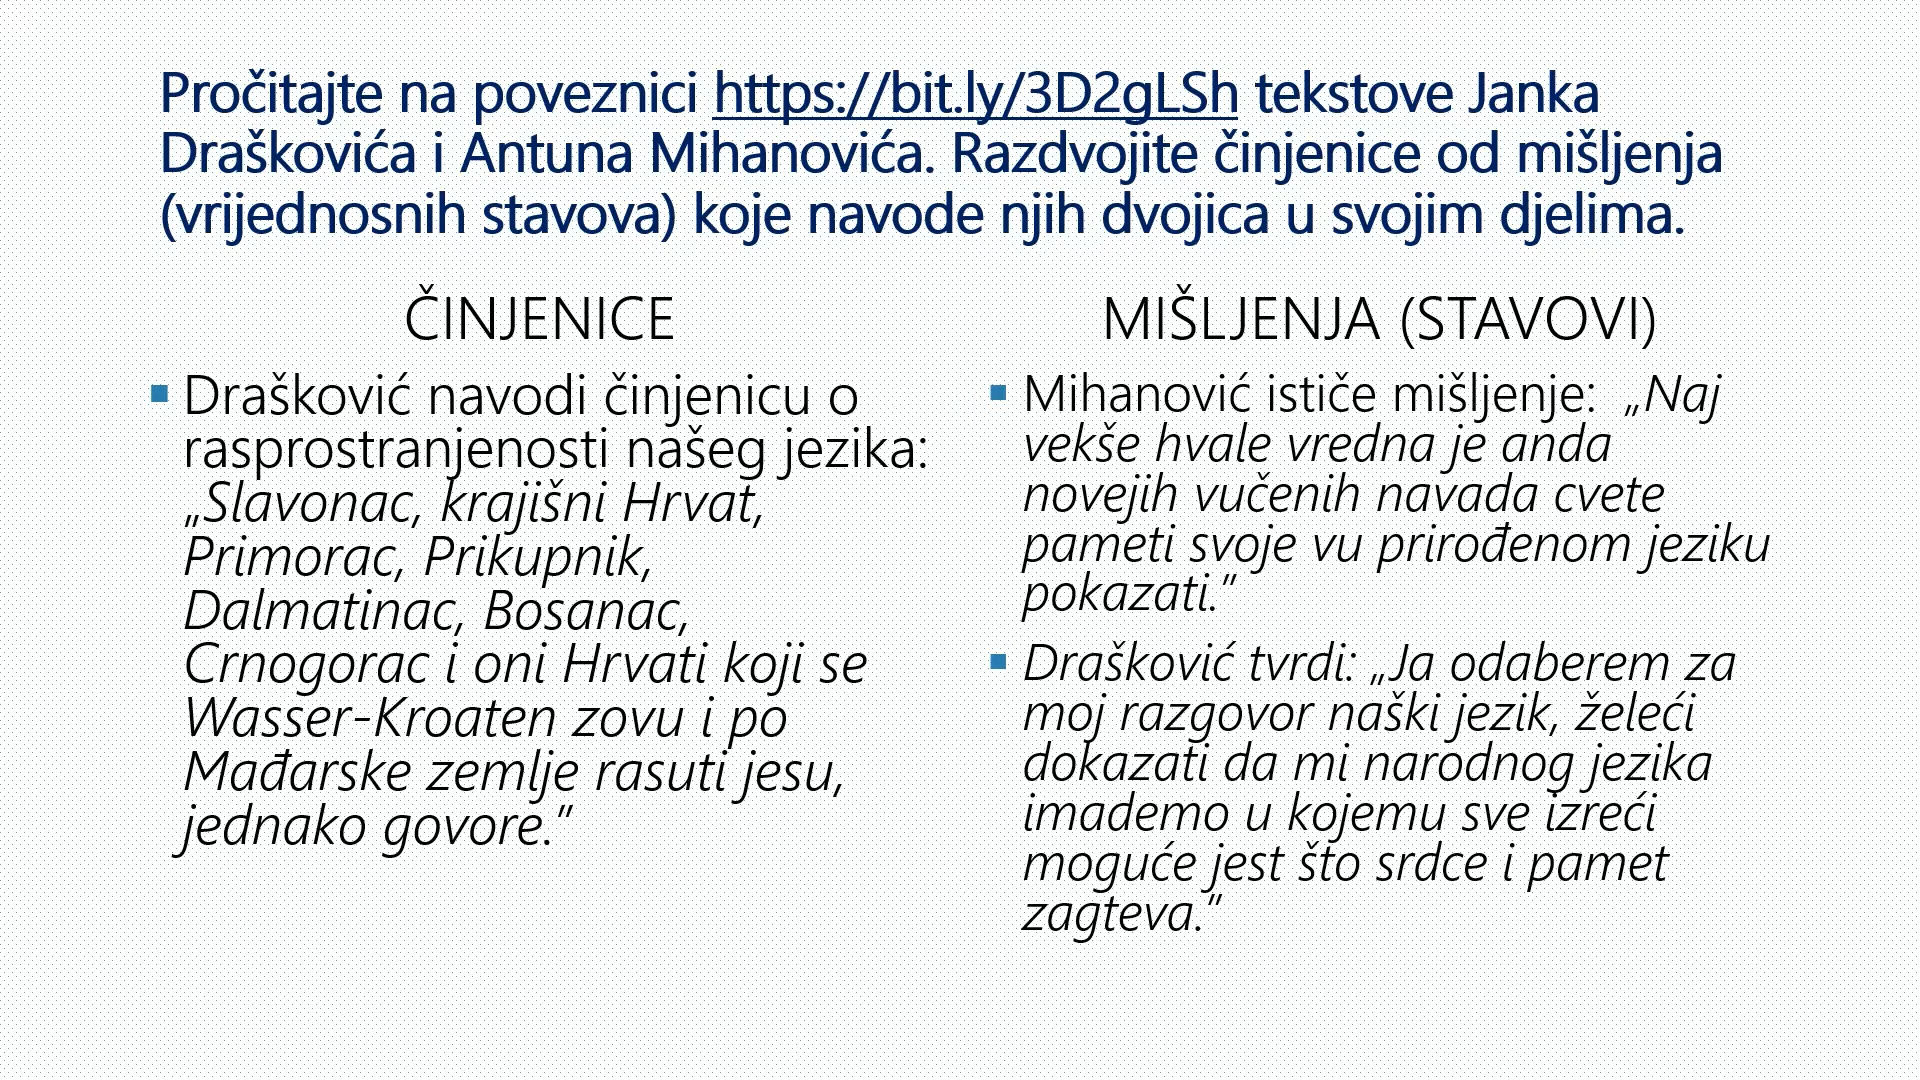 Pročitajte na poveznici https://bit.ly/3D2gLSh tekstove Janka
Draškovića i Antuna Mihanovića. Razdvojite činjenice od mišljenja
(vrijednosnih stavova) koje navode njih dvojica u svojim djelima.
ČINJENICE
Drašković navodi činjenicu o
rasprostranjenosti našeg jezika:
„Slavonac, krajišni Hrvat,
Primorac, Prikupnik,
Dalmatinac, Bosanac,
Crnogorac i oni Hrvati koji se
Wasser-Kroaten zovu i po
Mađarske zemlje rasuti jesu,
jednako govore.”
MIŠLJENJA (STAVOVI)
Mihanović ističe mišljenje: „Naj
vekše hvale vredna je anda
novejih vučenih navada cvete
pameti svoje vu prirođenom jeziku
pokazati.”
Drašković tvrdi: „Ja odaberem za
moj razgovor naški jezik, želeći
dokazati da mi narodnog jezika
imademo u kojemu sve izreći
moguće jest što srdce i pamet
zagteva.”